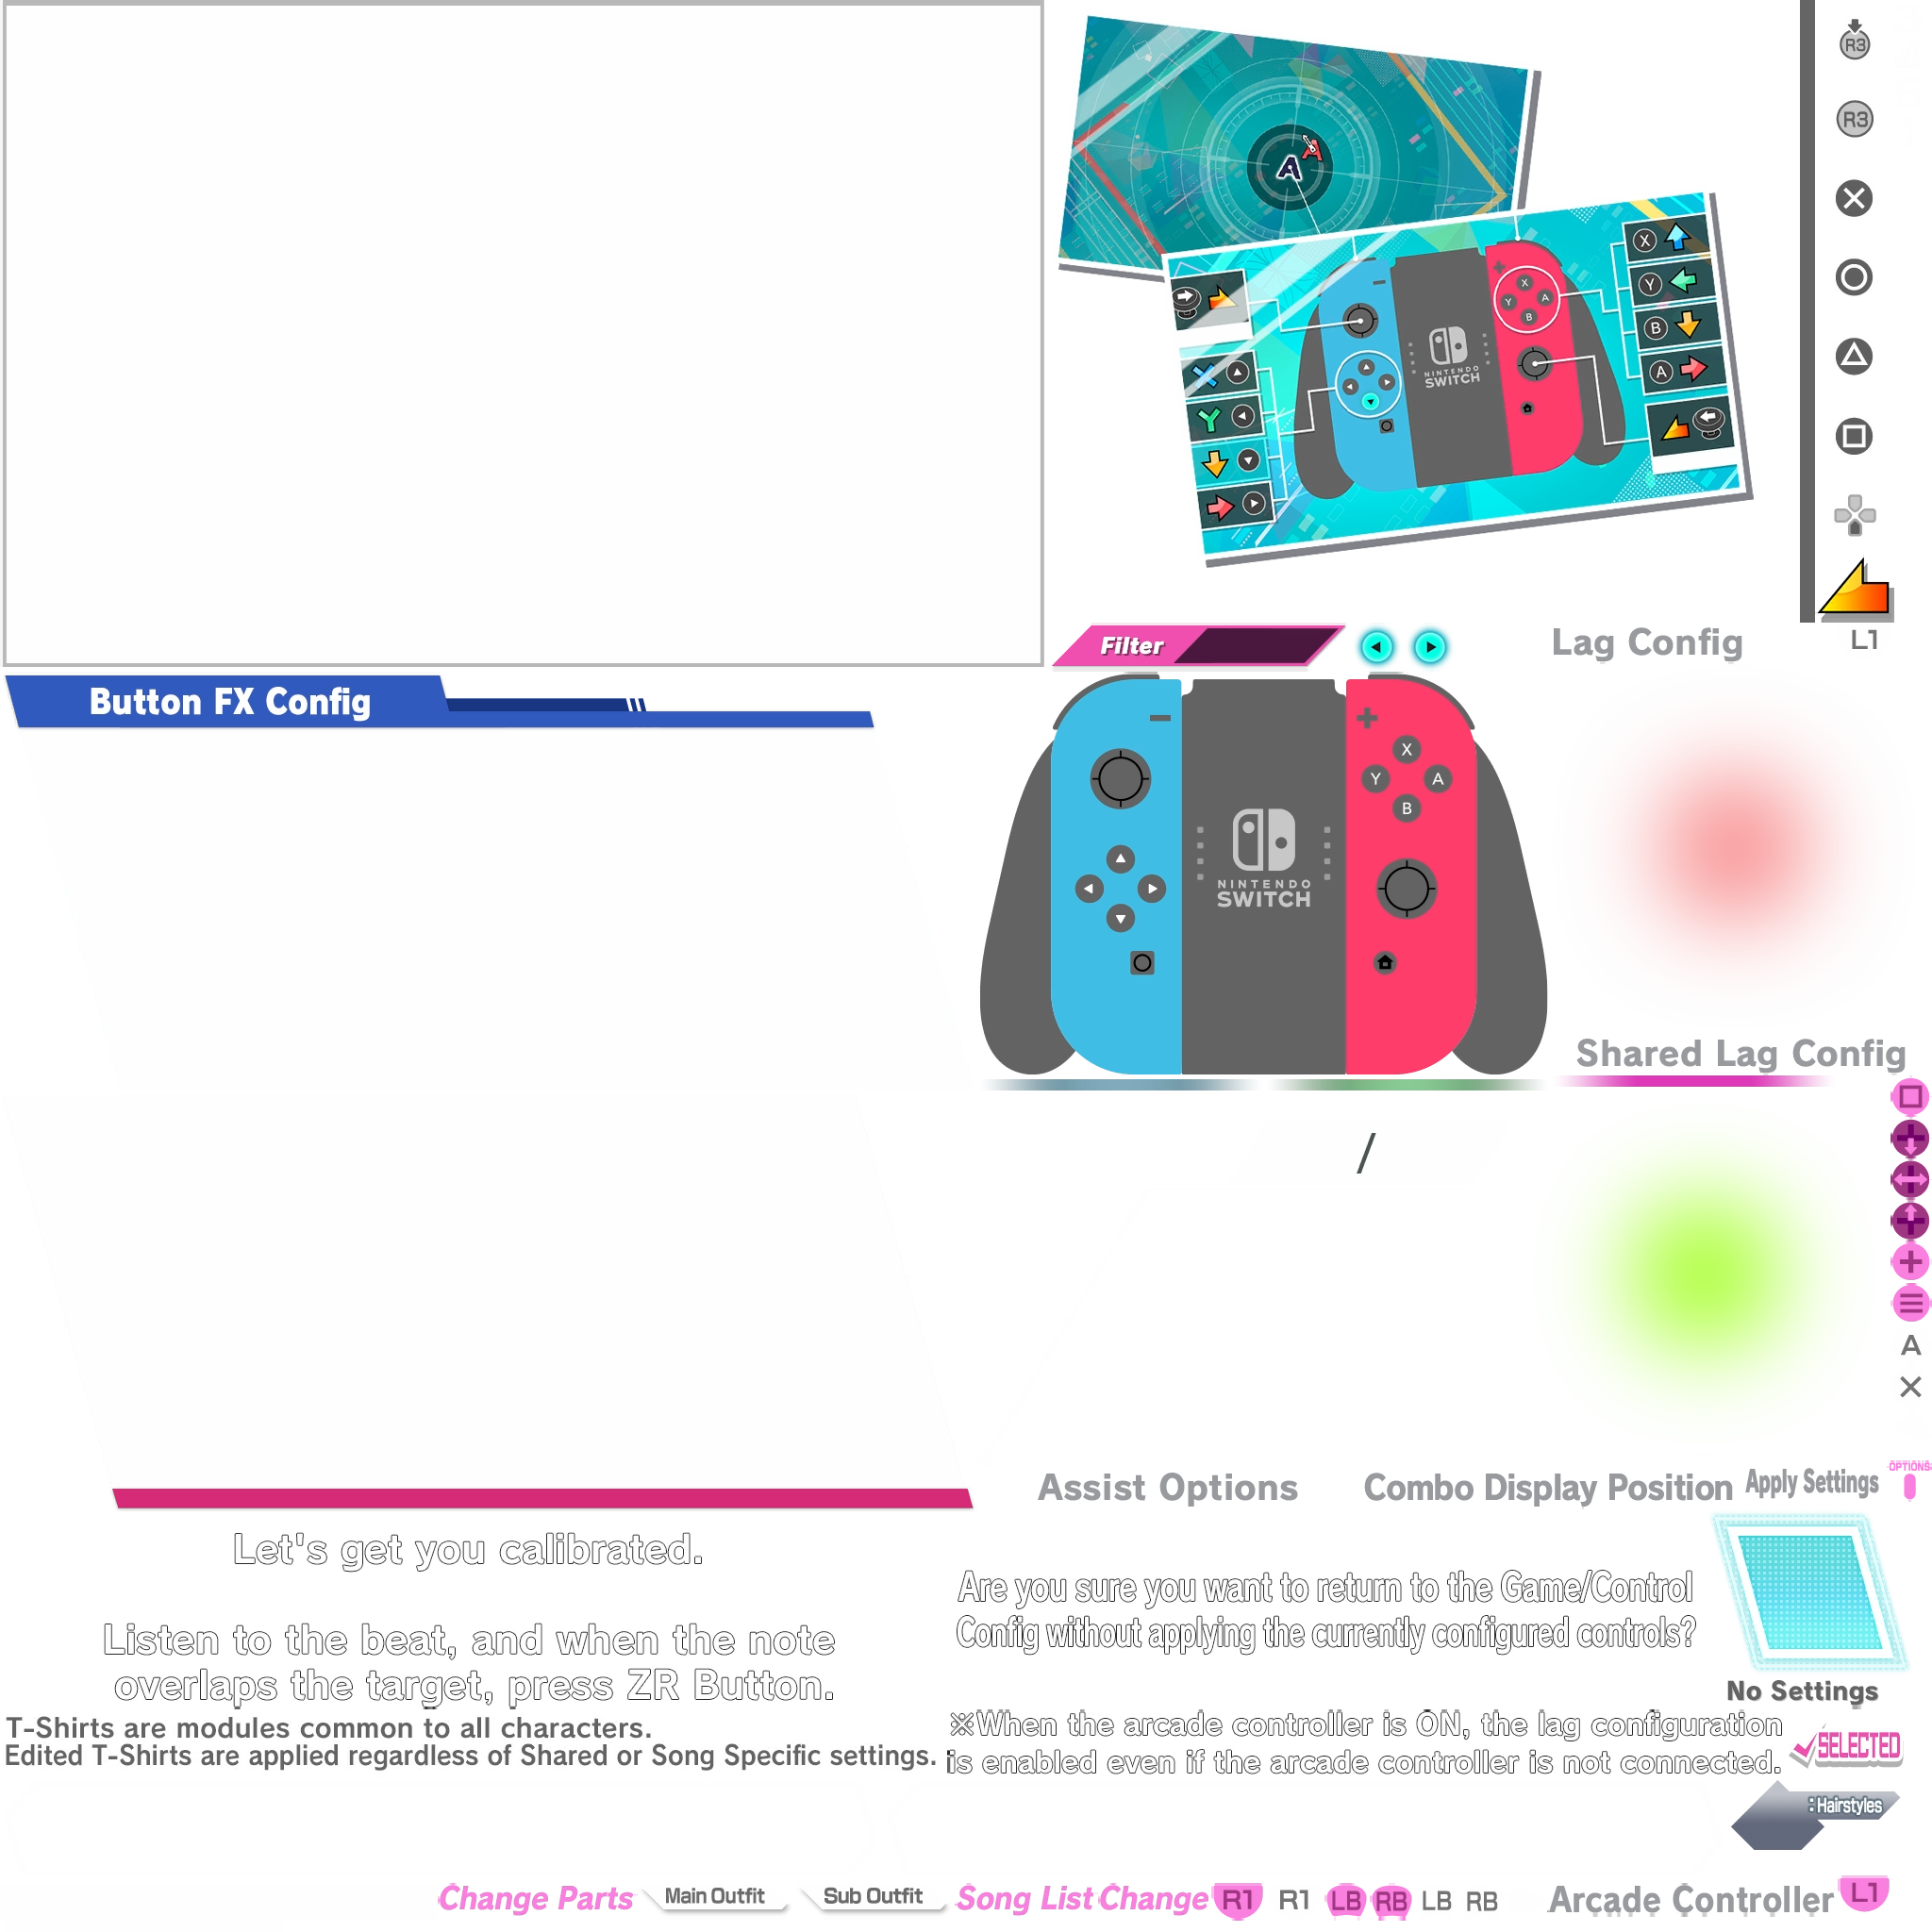 R3
A
A
R3
X
Y
B
A
X
Y
A
B
NINTENDO
SWITCH
X
Y
Filter
Lag Config
L1
Button FX Config
X
Y
A
B
NINTENDO
SWITCH
Shared Lag Config
/
A
Assist Options
Combo Display Position
Apply Settings
OPTIONS
Let's get you calibrated.
Listen to the beat, and when the note
overlaps the target, press ZR Button.
Are you sure you want to return to the Game/Control
Config without applying the currently configured controls?
No Settings
T-Shirts are modules common to all characters.
Edited T-Shirts are applied regardless of Shared or Song Specific settings.
※When the arcade controller is ON, the lag configuration
is enabled even if the arcade controller is not connected.
SELECTED
: Hairstyles
Change Parts
Main Outfit
Sub Outfit
Song List Change
R1
R1
LB
RB
LB
RB
Arcade Controller
L1